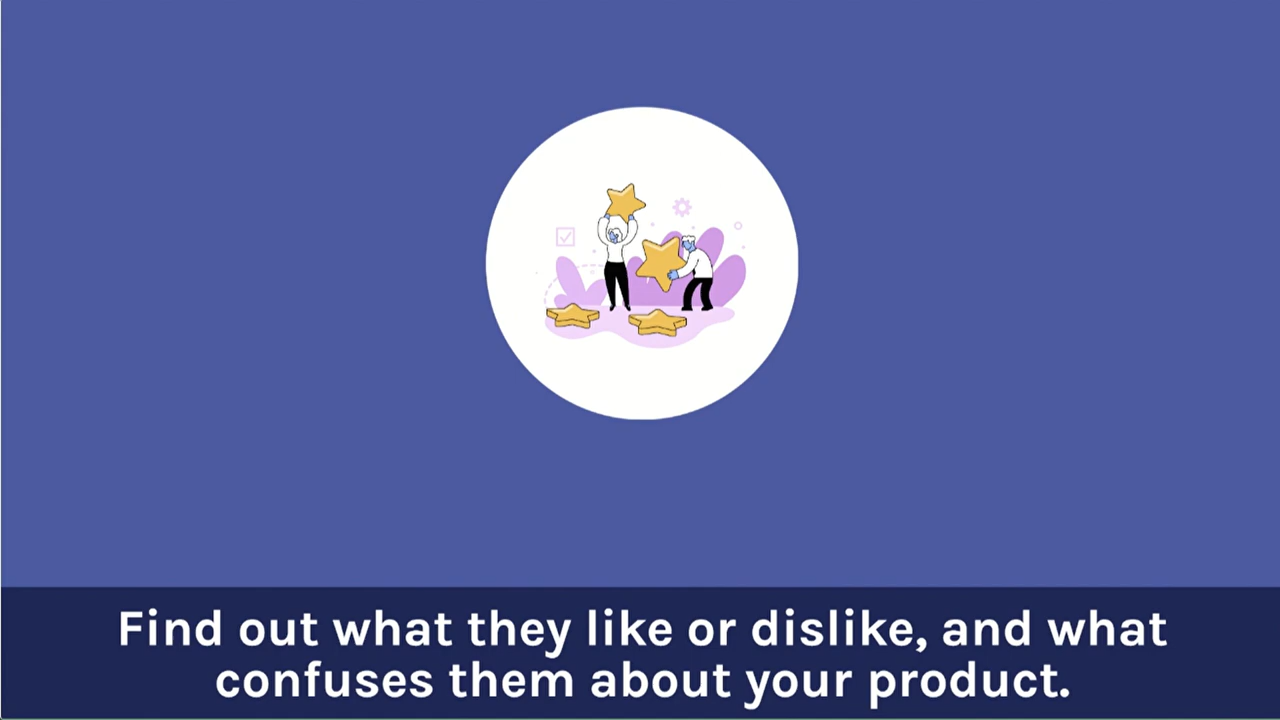 Find out what they like or dislike, and what
confuses them about your product.